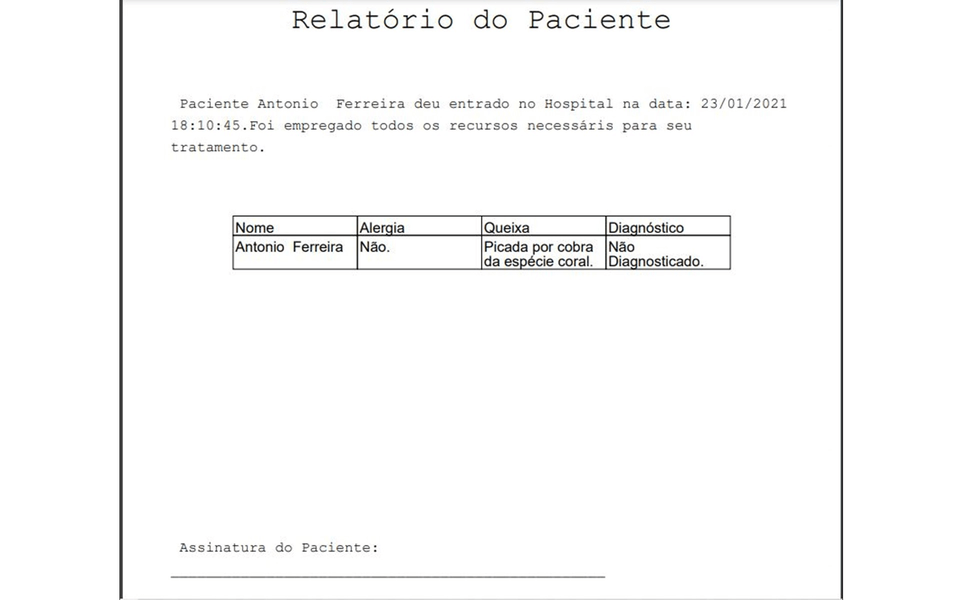 Relatório do Paciente
Paciente Antonio  Ferreira deu entrado no Hospital na data: 23/01/2021
18:10:45.Foi empregado todos os recursos necessáris para seu
tratamento.
Nome Alergia Queixa Diagnóstico
Antonio  Ferreira Não. Picada por cobra Não
da espécie coral. Diagnosticado.
Assinatura do Paciente: